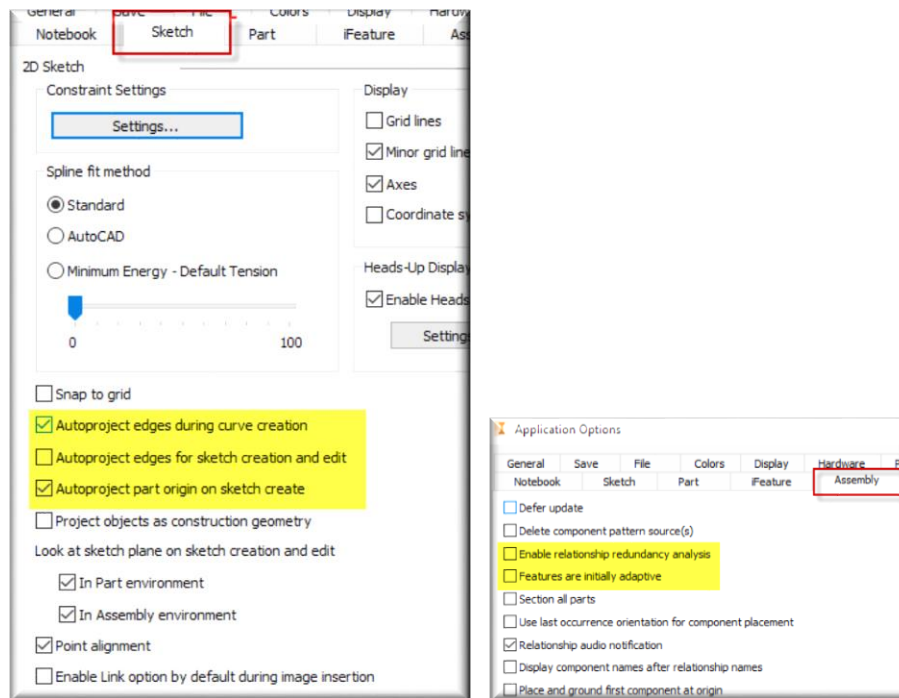 General Save File Colors Display
Notebook Sketch Part iFeature
2D Sketch
Constraint Settings
Settings...
Spline fit method
Standard
AutoCAD
Minimum Energy - Default Tension
0 100
Display
Grid lines
Minor grid line
Axes
Coordinate
Heads-Up Display
Enable Heads
Settings
Snap to grid
Autoproject edges during curve creation
Autoproject edges for sketch creation and edit
Autoproject part origin on sketch create
Project objects as construction geometry
Look at sketch plane on sketch creation and edit
In Part environment
In Assembly environment
Point alignment
Enable Link option by default during image insertion
Application Options
General Save File Colors Display Hardware
Notebook Sketch Part iFeature Assembly
Defer update
Delete component pattern source(s)
Enable relationship redundancy analysis
Features are initially adaptive
Section all parts
Use last occurrence orientation for component placement
Relationship audio notification
Display component names after relationship names
Place and ground first component at origin